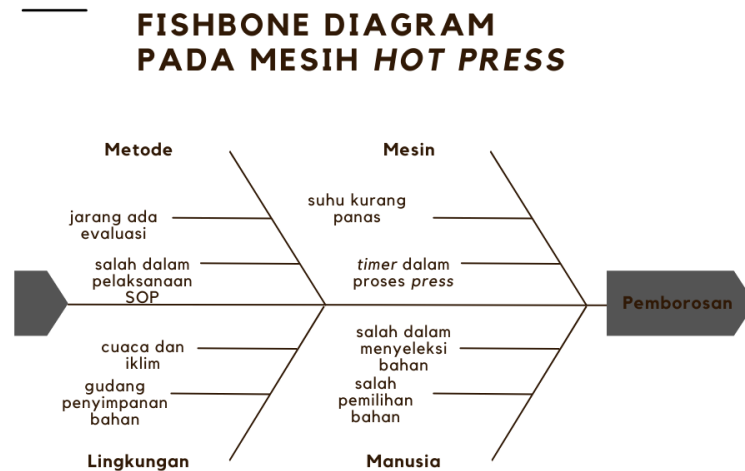 FISHBONE DIAGRAM
PADA MESIH HOT PRESS
Metode
Mesin
jarang ada
evaluasi
salah dalam
pelaksanaan
SOP
suhu kurang
panas
timer dalam
proses press
Pemborosan
cuaca dan
iklim
gudang
penyimpanan
bahan
salah dalam
menyeleksi
bahan
salah
pemilihan
bahan
Lingkungan
Manusia